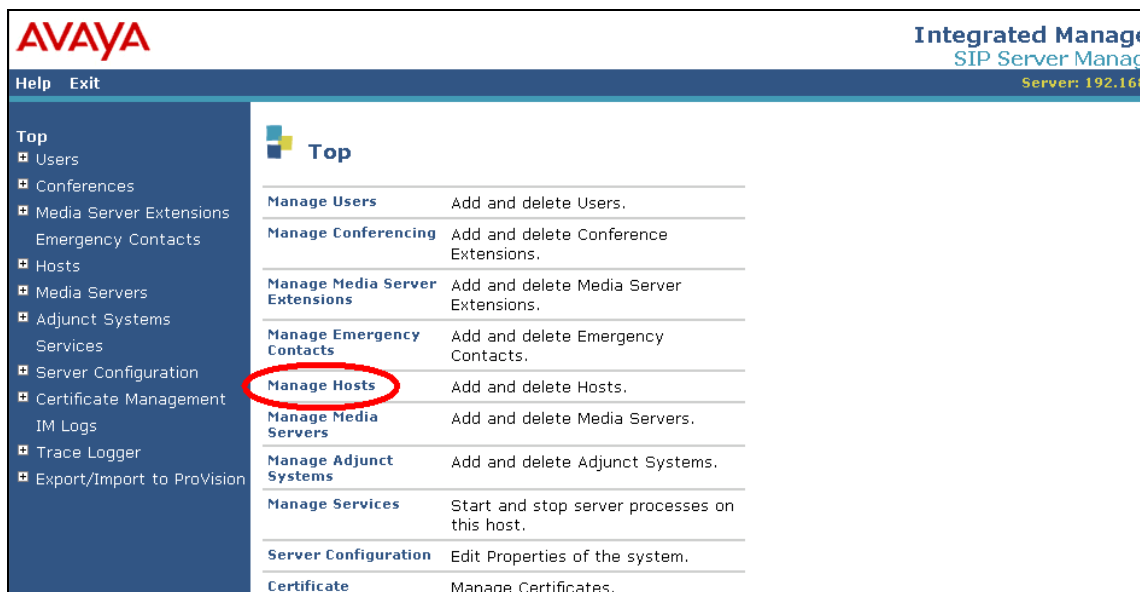 AVAYA
Integrated Manage
SIP Server Manag
Help Exit
Server: 192.16
Top
Users
Conferences
Media Server Extensions
Emergency Contacts
Hosts
Media Servers
Adjunct Systems
Services
Server Configuration
Certificate Management
IM Logs
Trace Logger
Export/Import to ProVision
Top
Manage Users Add and delete Users.
Manage Conferencing Add and delete Conference
Extensions.
Manage Media Server Add and delete Media Server
Extensions Extensions.
Manage Emergency Add and delete Emergency
Contacts Contacts.
Manage Hosts Add and delete Hosts.
Manage Media Add and delete Media Servers.
Servers
Manage Adjunct Add and delete Adjunct Systems.
Systems
Manage Services Start and stop server processes on
this host.
Server Configuration Edit Properties of the system.
Certificate Manage Certificates.